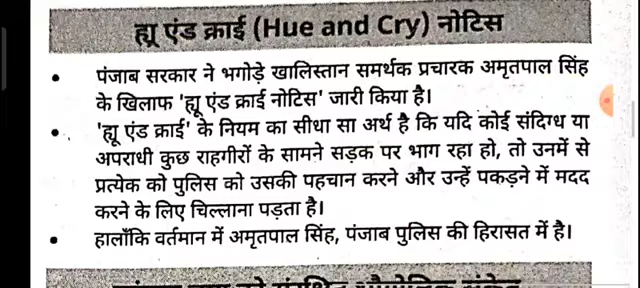 ह्यू एंड क्राई (Hue and Cry) नोटिस
• पंजाब सरकार ने भगोड़े खालिस्तान समर्थक प्रचारक अमृतपाल सिंह
के खिलाफ 'ह्यू एंड क्राई नोटिस' जारी किया है।
• 'ह्यू एंड क्राई' के नियम का सीधा सा अर्थ है कि यदि कोई संदिग्ध या
अपराधी कुछ राहगीरों के सामने सड़क पर भाग रहा हो, तो उनमें से
प्रत्येक को पुलिस को उसकी पहचान करने और उन्हें पकड़ने में मदद
करने के लिए चिल्लाना पड़ता है।
• हालाँकि वर्तमान में अमृतपाल सिंह, पंजाब पुलिस की हिरासत में है।